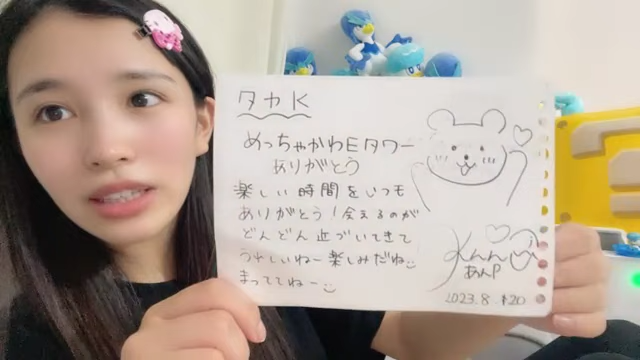 タカK
めっちゃかわEタワー
ありがとう
楽しい時間をいつも
ありがとう!会えるのが
どんどん近づいてきて
うれしいねー楽しみだね
まっててねー
あんP
2023.8.20